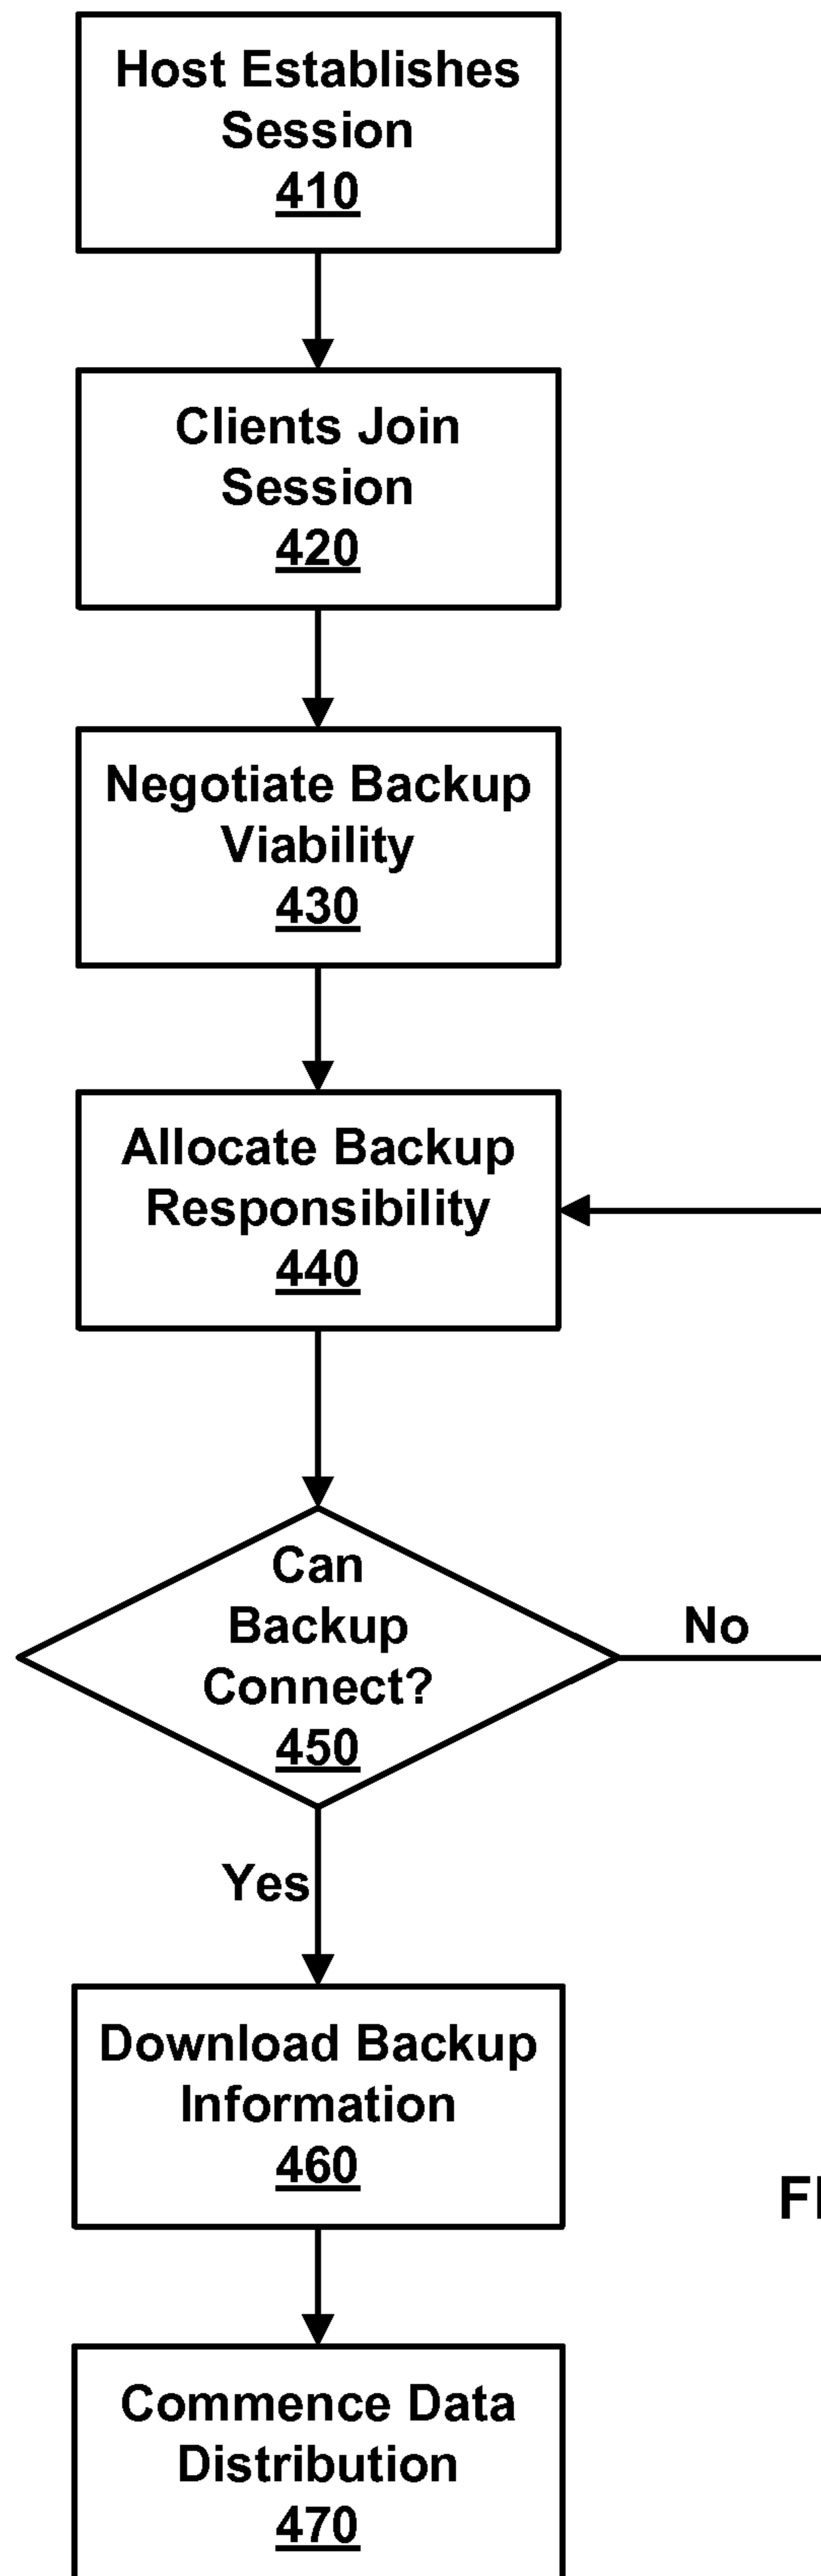 Host Establishes
Session
410
Clients Join
Session
420
Negotiate Backup
Viability
430
Allocate Backup
Responsibility
440
Can
Backup
Connect?
450
No
Yes
Download Backup
Information
460
Commence Data
Distribution
470